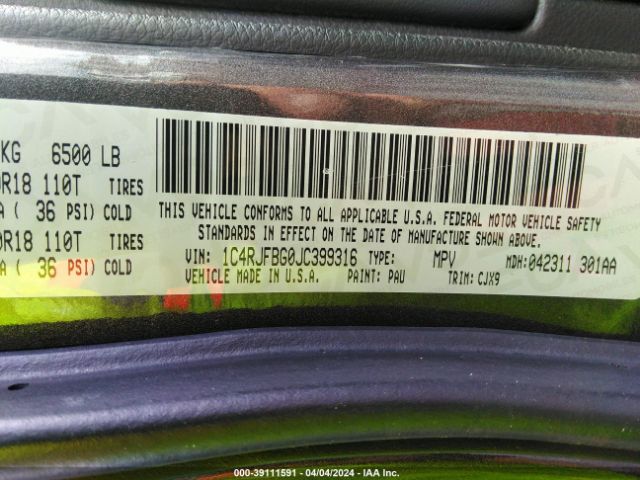 KG 6500 LB
0R18 110T TIRES
A ( 36 PSI) COLD
0R18 110T TIRES
A ( 36 PSI) COLD
THIS VEHICLE CONFORMS TO ALL APPLICABLE U.S.A. FEDERAL MOTOR VEHICLE SAFETY
STANDARDS IN EFFECT ON THE DATE OF MANUFACTURE SHOWN ABOVE.
VIN: 1C4RJFBG0JC399316 TYPE: MPV MDH:042311 301AA
VEHICLE MADE IN U.S.A. PAINT: PAU TRIM: CJX9
000-39111591 - 04/04/2024 - IAA Inc.